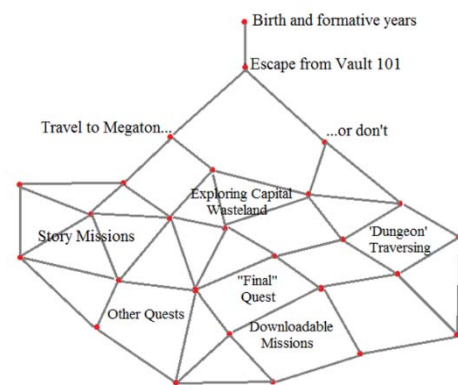 Birth and formative years
Escape from Vault 101
Travel to Megaton...
...or don't
Exploring Capital
Wasteland
Story Missions
'Dungeon'
Traversing
"Final"
Quest
Other Quests
Downloadable
Missions